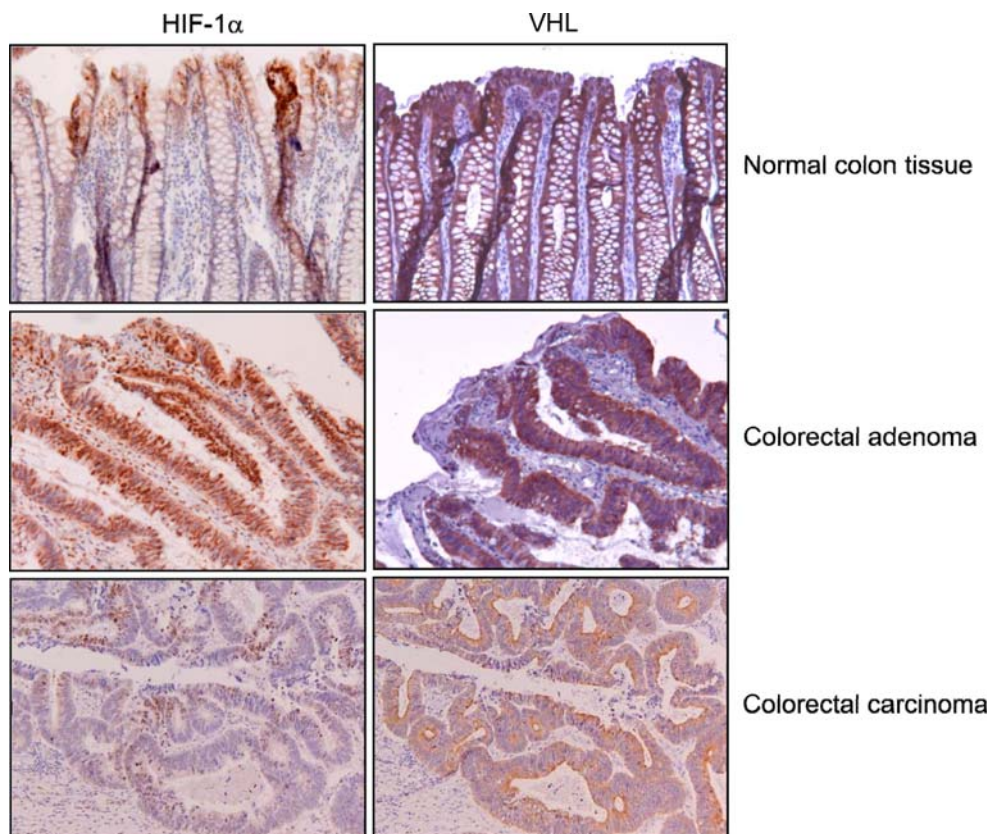 HIF-1α
VHL
Normal colon tissue
Colorectal adenoma
Colorectal carcinoma